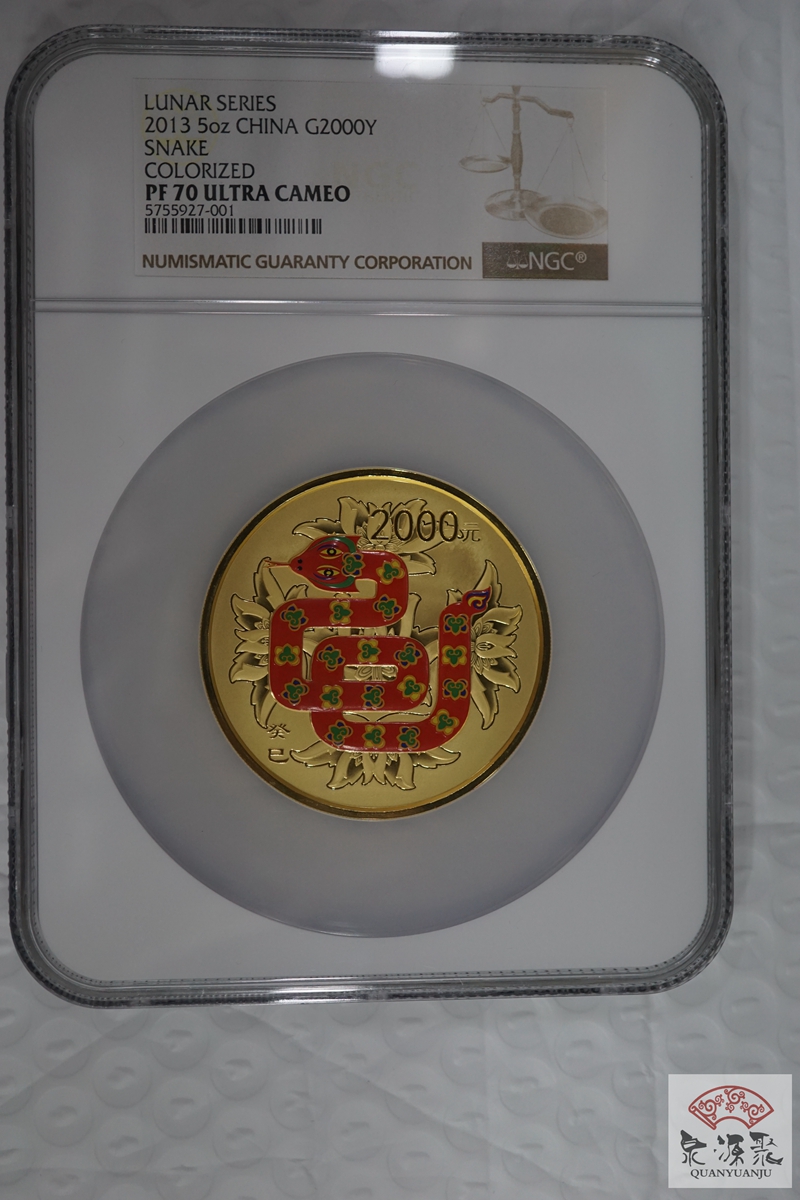 LUNAR SERIES
2013 5oz CHINA G2000Y
SNAKE
COLORIZED
PF 70 ULTRA CAMEO
5755927-001
NUMISMATIC GUARANTY CORPORATION
NGC®
2000元
癸
巳
泉源聚
QUANYUANJU